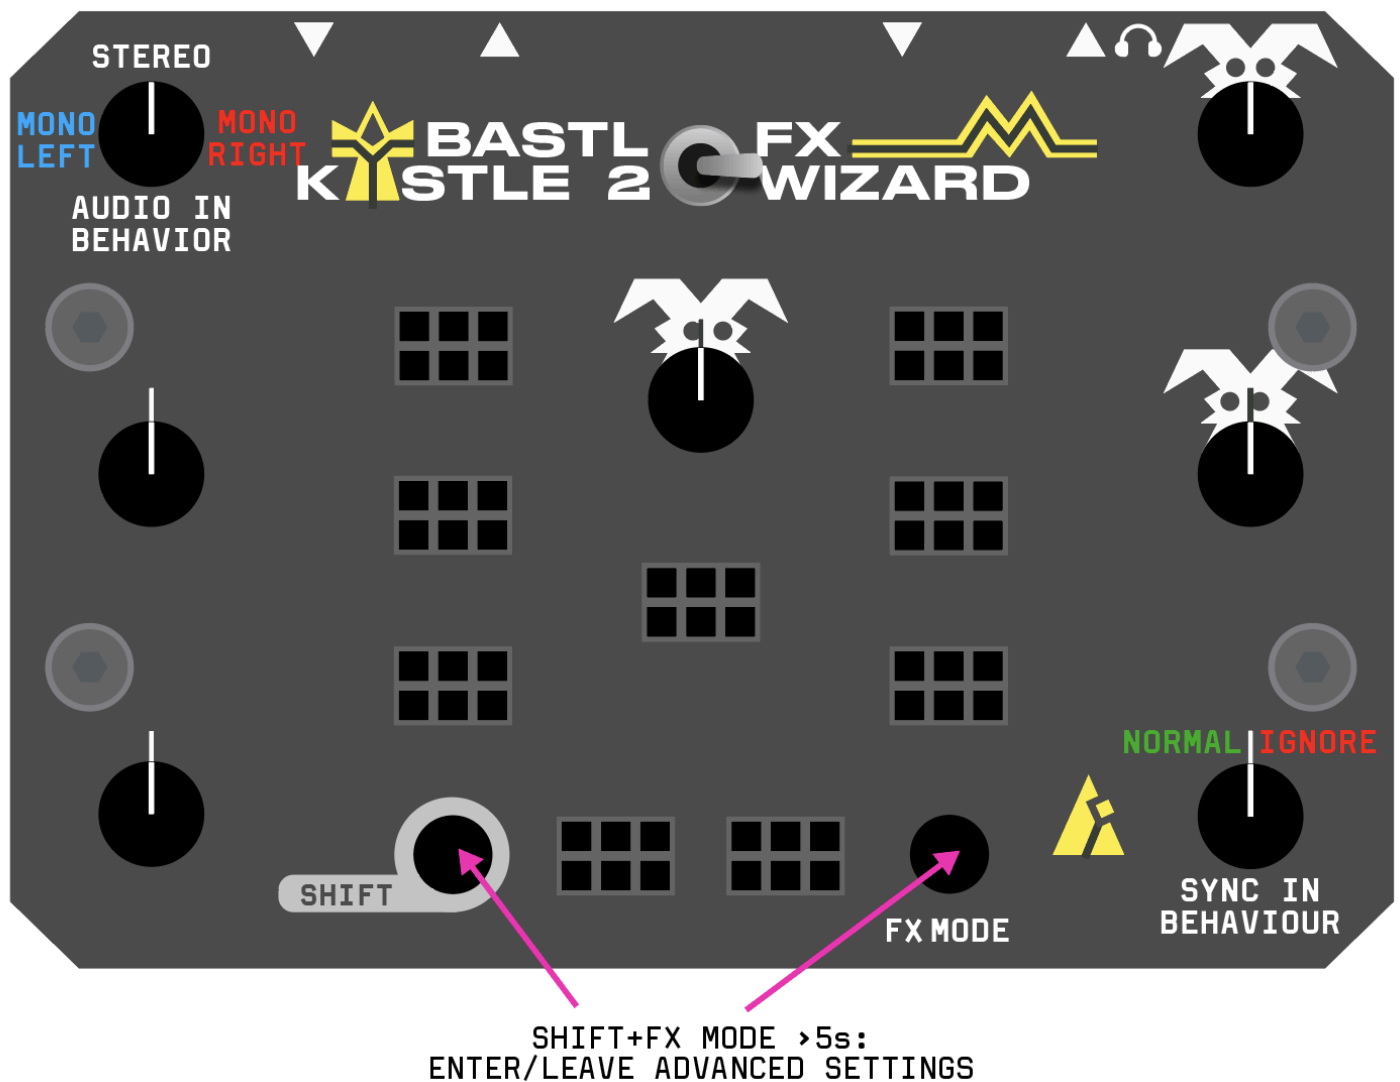 STEREO
MONO LEFT
MONO RIGHT
AUDIO IN
BEHAVIOR
BASTL
K STLE 2
FX
WIZARD
NORMAL IGNORE
SYNC IN
BEHAVIOUR
SHIFT
FX MODE
SHIFT+FX MODE >5s:
ENTER/LEAVE ADVANCED SETTINGS